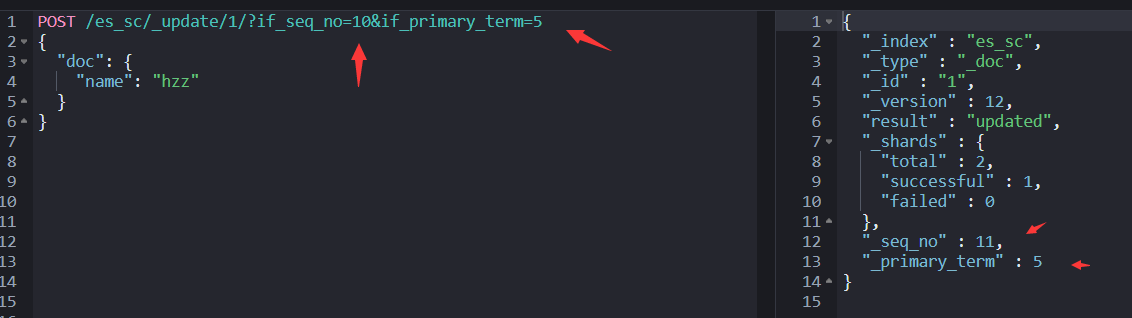 1 POST /es_sc/_update/1/?if_seq_no=10&if_primary_term=5
2 {
3 "doc": {
4 "name": "hzz"
5 }
6 }
7
8
9
10
11
12
13
14
15
1 {
2 "_index" : "es_sc",
3 "_type" : "_doc",
4 "_id" : "1",
5 "_version" : 12,
6 "result" : "updated",
7 "_shards" : {
8 "total" : 2,
9 "successful" : 1,
10 "failed" : 0
11 },
12 "_seq_no" : 11,
13 "_primary_term" : 5
14 }
15